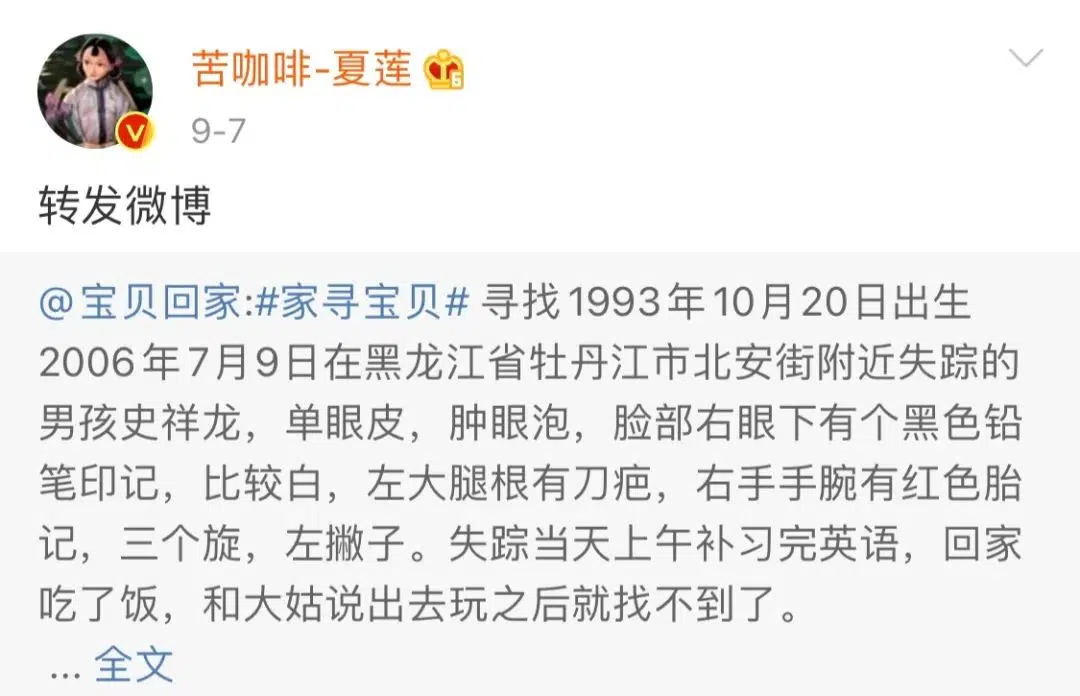 苦咖啡-夏莲
9-7
转发微博
@宝贝回家:#家寻宝贝# 寻找1993年10月20日出生
2006年7月9日在黑龙江省牡丹江市北安街附近失踪的
男孩史祥龙，单眼皮，肿眼泡，脸部右眼下有个黑色铅
笔印记，比较白，左大腿根有刀疤，右手手腕有红色胎
记，三个旋，左撇子。失踪当天上午补习完英语，回家
吃了饭，和大姑说出去玩之后就找不到了。
... 全文